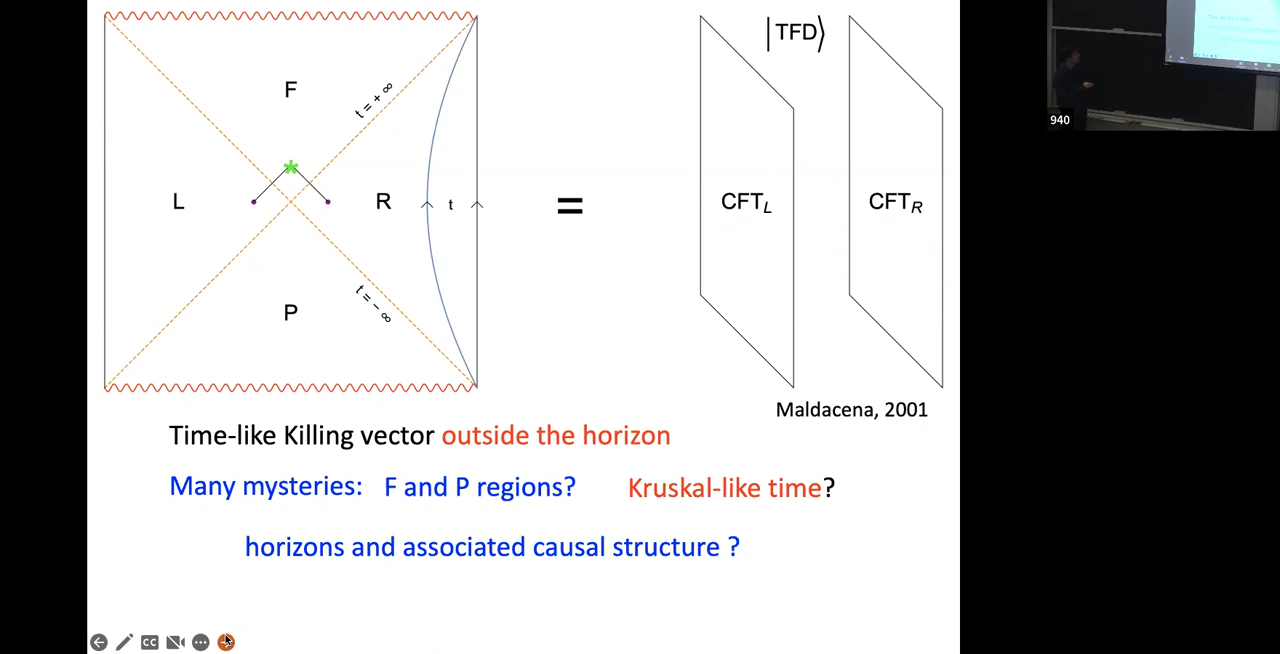 F
t = + ∞
L
R
t
P
t = − ∞
=
|TFD⟩
CFT_L
CFT_R
Maldacena, 2001
Time-like Killing vector outside the horizon
Many mysteries: F and P regions? Kruskal-like time?
horizons and associated causal structure ?
CC
940